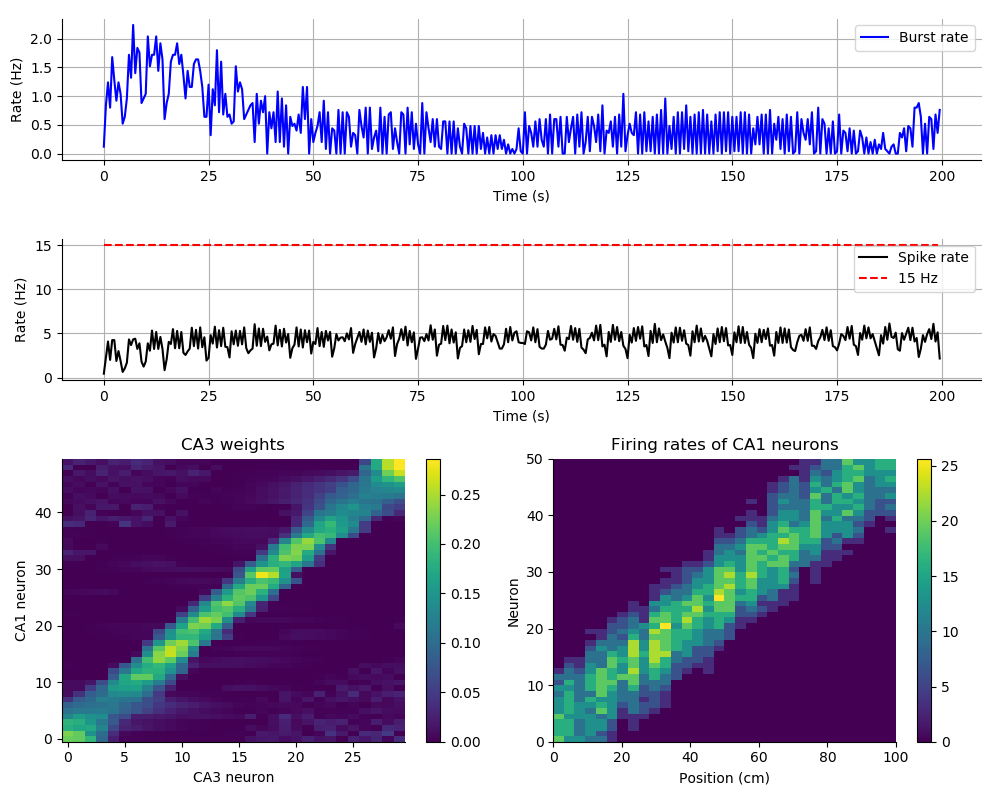 2.0
1.5
1.0
0.5
0.0
Rate (Hz)
Burst rate
0 25 50 75 100 125 150 175 200
Time (s)
15
10
5
0
Rate (Hz)
Spike rate
15 Hz
0 25 50 75 100 125 150 175 200
Time (s)
CA3 weights
40
30
20
10
0
CA1 neuron
0 5 10 15 20 25
CA3 neuron
0.25
0.20
0.15
0.10
0.05
0.00
Firing rates of CA1 neurons
50
40
30
20
10
0
Neuron
0 20 40 60 80 100
Position (cm)
25
20
15
10
5
0